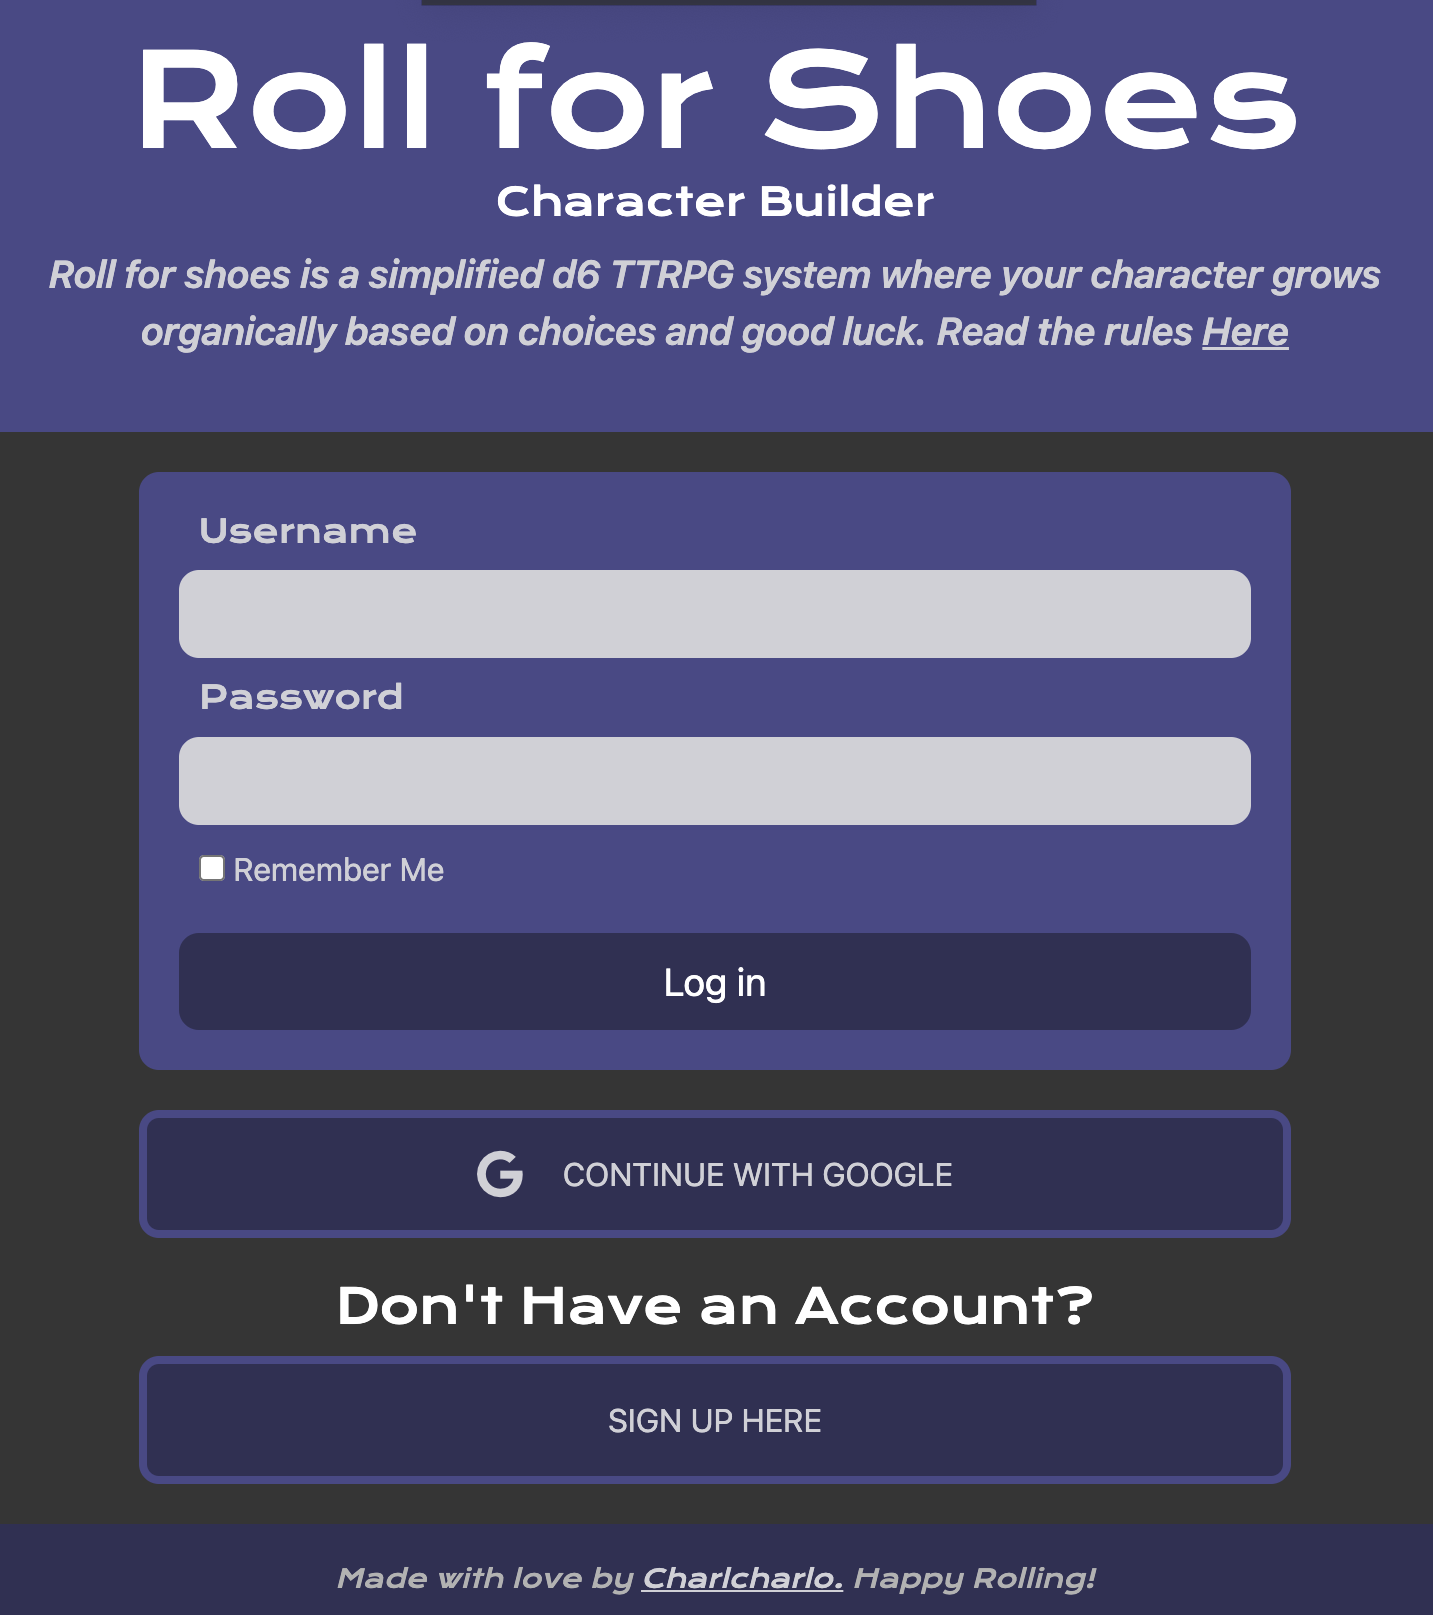 Roll for Shoes
Character Builder
Roll for shoes is a simplified d6 TTRPG system where your character grows
organically based on choices and good luck. Read the rules Here
Username
Password
Remember Me
Log in
CONTINUE WITH GOOGLE
Don't Have an Account?
SIGN UP HERE
Made with love by Charlcharlo. Happy Rolling!